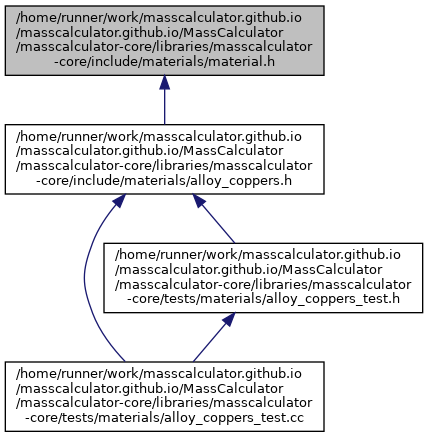 /home/runner/work/masscalculator.github.io
/masscalculator.github.io/MassCalculator
/masscalculator-core/libraries/masscalculator
-core/include/materials/material.h
/home/runner/work/masscalculator.github.io
/masscalculator.github.io/MassCalculator
/masscalculator-core/libraries/masscalculator
-core/include/materials/alloy_coppers.h
/home/runner/work/masscalculator.github.io
/masscalculator.github.io/MassCalculator
/masscalculator-core/libraries/masscalculator
-core/tests/materials/alloy_coppers_test.h
/home/runner/work/masscalculator.github.io
/masscalculator.github.io/MassCalculator
/masscalculator-core/libraries/masscalculator
-core/tests/materials/alloy_coppers_test.cc